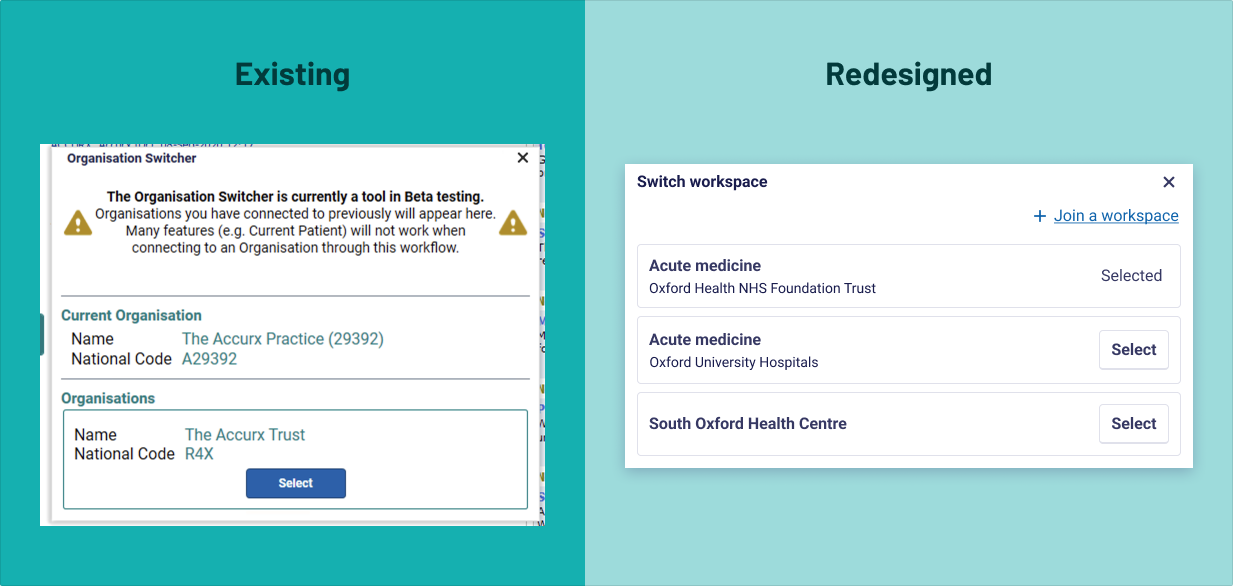 Existing
Organisation Switcher
The Organisation Switcher is currently a tool in Beta testing.
Organisations you have connected to previously will appear here.
Many features (e.g. Current Patient) will not work when
connecting to an Organisation through this workflow.
Current Organisation
Name The Accurx Practice (29392)
National Code A29392
Organisations
Name The Accurx Trust
National Code R4X
Select
Redesigned
Switch workspace
+ Join a workspace
Acute medicine
Oxford Health NHS Foundation Trust
Selected
Acute medicine
Oxford University Hospitals
Select
South Oxford Health Centre
Select